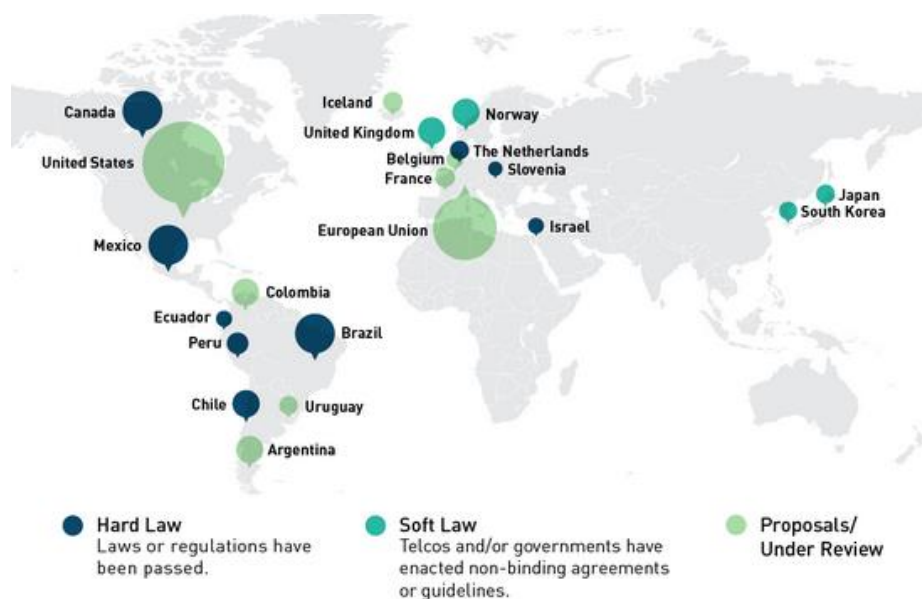 Canada
United States
Mexico
Iceland
Norway
United Kingdom
The Netherlands
Belgium
Slovenia
France
Japan
South Korea
European Union
Israel
Colombia
Ecuador
Brazil
Peru
Chile
Uruguay
Argentina
Hard Law
Laws or regulations have
been passed.
Soft Law
Telcos and/or governments have
enacted non-binding agreements
or guidelines.
Proposals/
Under Review